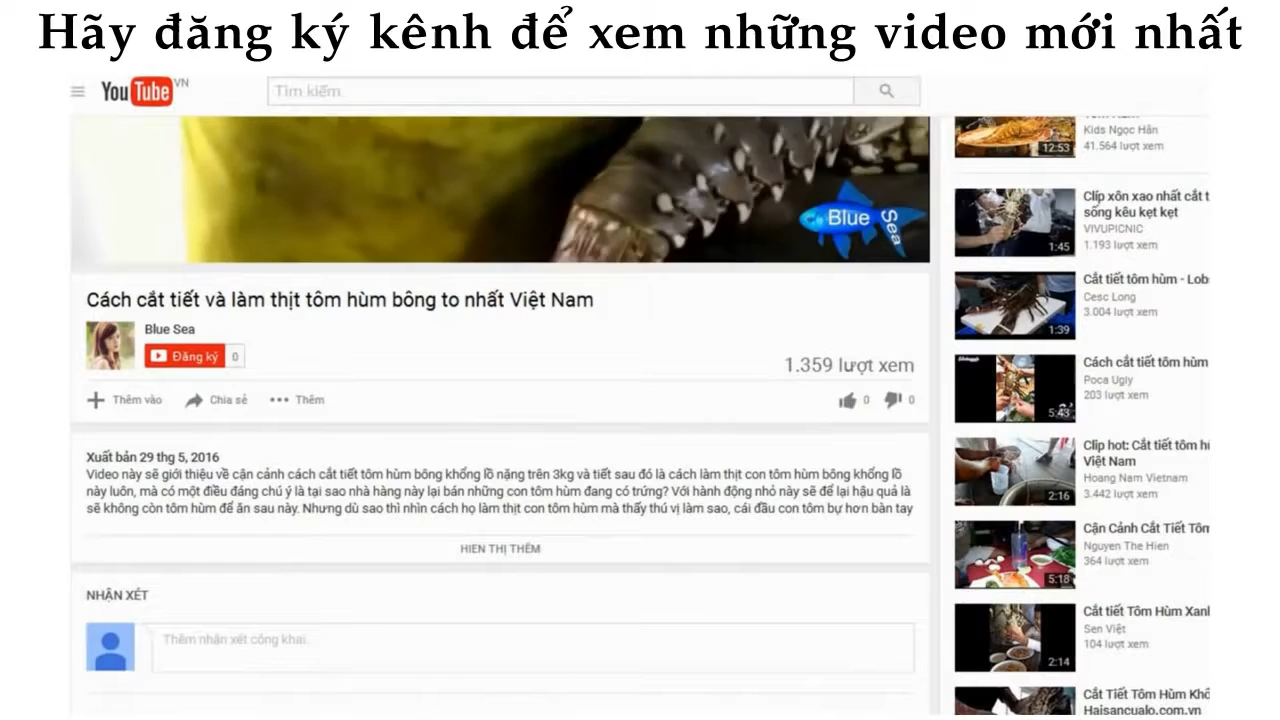 Hãy đăng ký kênh để xem những video mới nhất
YouTube VN
Tìm kiếm
Blue Sea
Cách cắt tiết và làm thịt tôm hùm bông to nhất Việt Nam
Blue Sea
Đăng ký 0
1.359 lượt xem
Thêm vào Chia sẻ Thêm
0 0
Xuất bản 29 thg 5, 2016
Video này sẽ giới thiệu về cận cảnh cách cắt tiết tôm hùm bông khổng lồ nặng trên 3kg và tiết sau đó là cách làm thịt con tôm hùm bông khổng lồ
này luôn, mà có một điều đáng chú ý là tại sao nhà hàng này lại bán những con tôm hùm đang có trứng? Với hành động nhỏ này sẽ để lại hậu quả là
sẽ không còn tôm hùm để ăn sau này. Nhưng dù sao thì nhìn cách họ làm thịt con tôm hùm mà thấy thú vị làm sao, cái đầu con tôm bự hơn bàn tay
HIỂN THỊ THÊM
NHẬN XÉT
Thêm nhận xét công khai...
Kids Ngọc Hân
41.564 lượt xem
12:53
Clíp xôn xao nhất cắt t
sống kêu kẹt kẹt
VIVUPICNIC
1.193 lượt xem
1:45
Cắt tiết tôm hùm - Lob
Cesc Long
3.004 lượt xem
1:39
Cách cắt tiết tôm hùm
Poca Ugly
203 lượt xem
5:43
Clip hot: Cắt tiết tôm h
Việt Nam
Hoang Nam Vietnam
3.442 lượt xem
2:16
Cận Cảnh Cắt Tiết Tôm
Nguyen The Hien
364 lượt xem
5:18
Cắt tiết Tôm Hùm Xanh
Sen Việt
104 lượt xem
2:14
Cắt Tiết Tôm Hùm Khổ
Haisancualo.com.vn